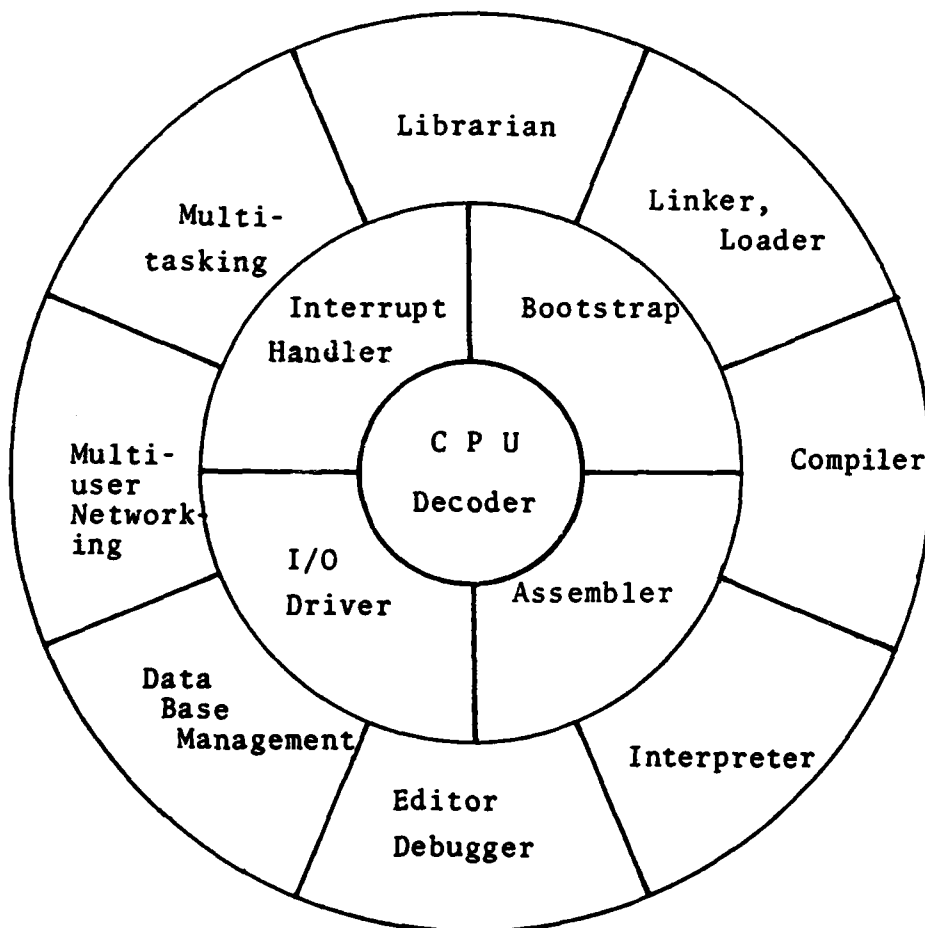 Librarian
Linker,
Loader
Multi-
tasking
Interrupt
Handler
Bootstrap
C P U
Decoder
Compiler
Multi-
user
Network-
ing
I/O
Driver
Assembler
Data
Base
Management
Interpreter
Editor
Debugger